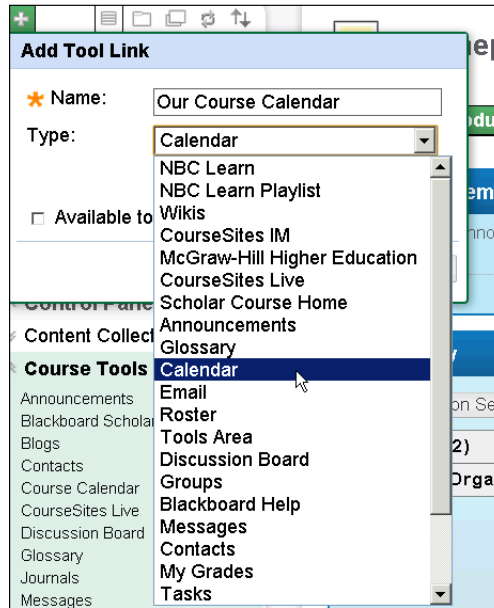 Add Tool Link
Name: Our Course Calendar
Type: Calendar
NBC Learn
NBC Learn Playlist
Wikis
Available to
CourseSites IM
McGraw-Hill Higher Education
CourseSites Live
Scholar Course Home
Announcements
Glossary
Calendar
Email
Roster
Tools Area
Discussion Board
Groups
Blackboard Help
Messages
Contacts
My Grades
Tasks
Content Collect
Course Tools
Announcements
Blackboard Schola
Blogs
Contacts
Course Calendar
CourseSites Live
Discussion Board
Glossary
Journals
Messages
on Se
2)
Orga